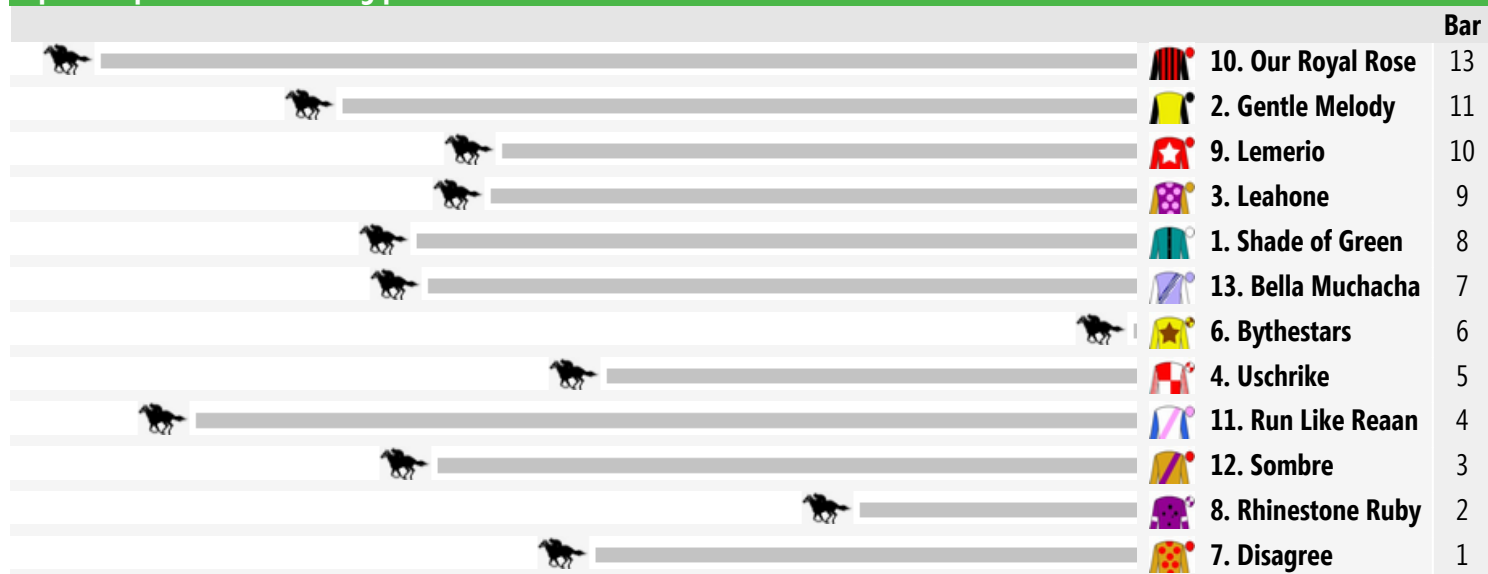 Bar
10. Our Royal Rose 13
2. Gentle Melody 11
9. Lemerio 10
3. Leahone 9
1. Shade of Green 8
13. Bella Muchacha 7
6. Bythestars 6
4. Uschrike 5
11. Run Like Reaan 4
12. Sombre 3
8. Rhinestone Ruby 2
7. Disagree 1